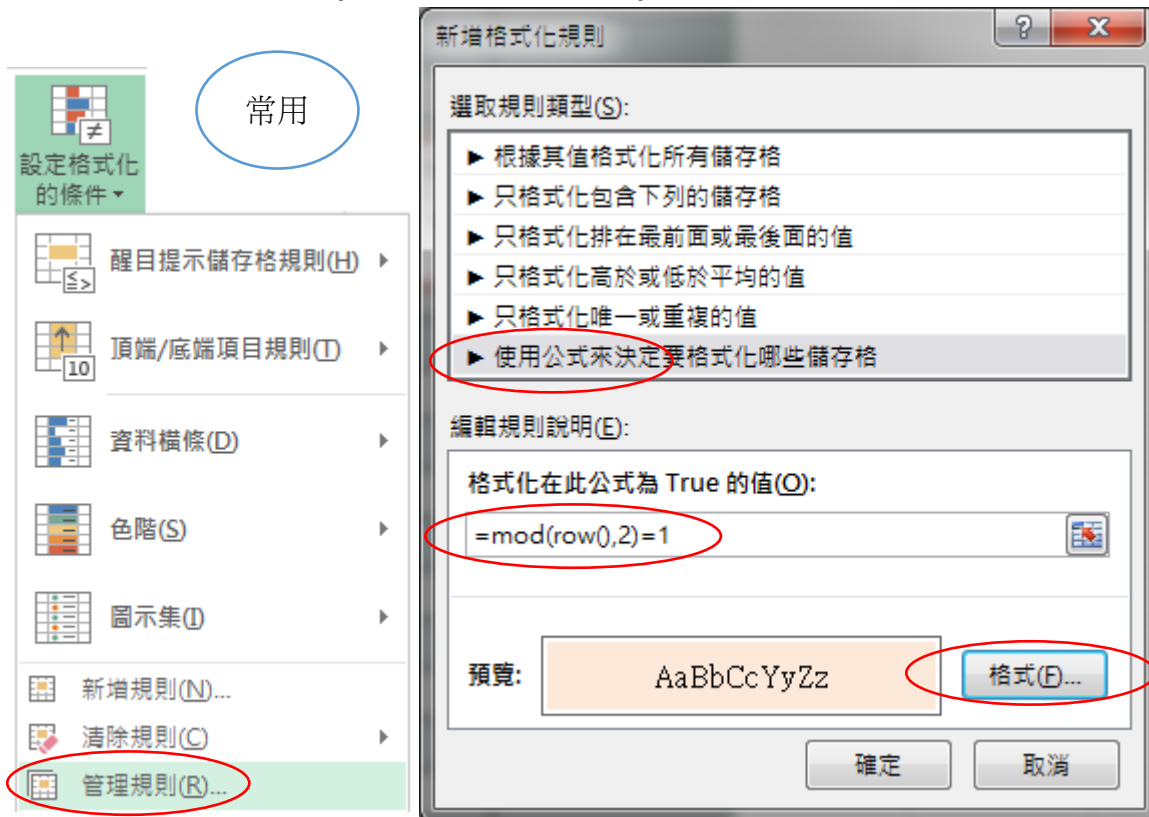 常用
設定格式化
的條件
醒目提示儲存格規則(H)
頂端/底端項目規則(T)
10
資料橫條(D)
色階(S)
圖示集(I)
新增規則(N)...
清除規則(C)
管理規則(R)...
新增格式化規則
選取規則類型(S):
► 根據其值格式化所有儲存格
► 只格式化包含下列的儲存格
► 只格式化排在最前面或最後面的值
► 只格式化高於或低於平均的值
► 只格式化唯一或重複的值
► 使用公式來決定要格式化哪些儲存格
編輯規則說明(E):
格式化在此公式為 True 的值(O):
=mod(row(),2)=1
預覽:
AaBbCcYyZz
格式(F)...
確定
取消